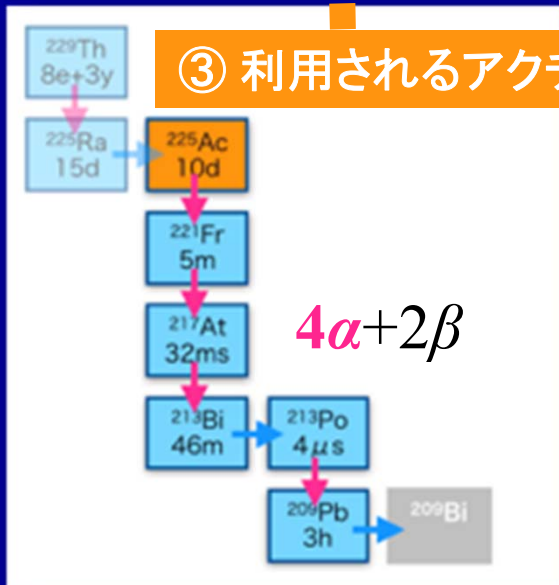 ③ 利用されるアクテ
²²⁹Th
8e+3y
²²⁵Ra
15d
²²⁵Ac
10d
²²¹Fr
5m
²¹⁷At
32ms
4α+2β
²¹³Bi
46m
²¹³Po
4μs
²⁰⁹Pb
3h
²⁰⁹Bi